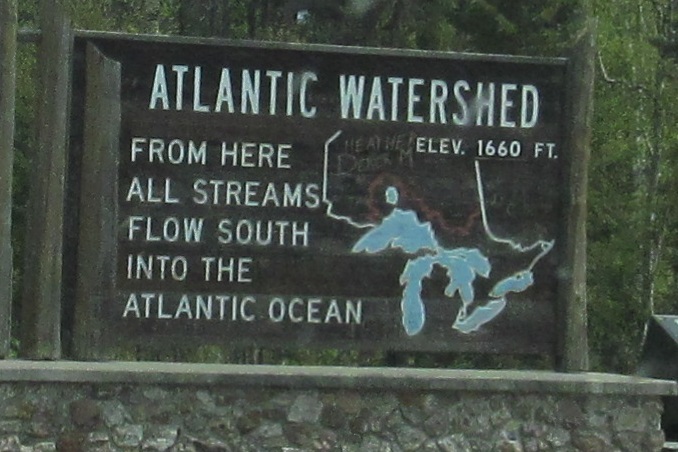 ATLANTIC WATERSHED
ELEV. 1660 FT.
FROM HERE
ALL STREAMS
FLOW SOUTH
INTO THE
ATLANTIC OCEAN